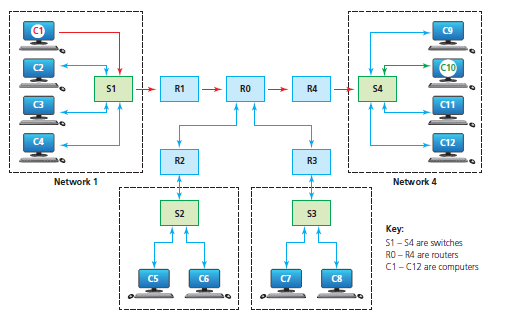 C1
C9
C2
C10
S1
R1
R0
R4
S4
C3
C11
C4
C12
R2
R3
Network 1
Network 4
S2
S3
Key:
S1 – S4 are switches
R0 – R4 are routers
C1 – C12 are computers
C5
C6
C7
C8